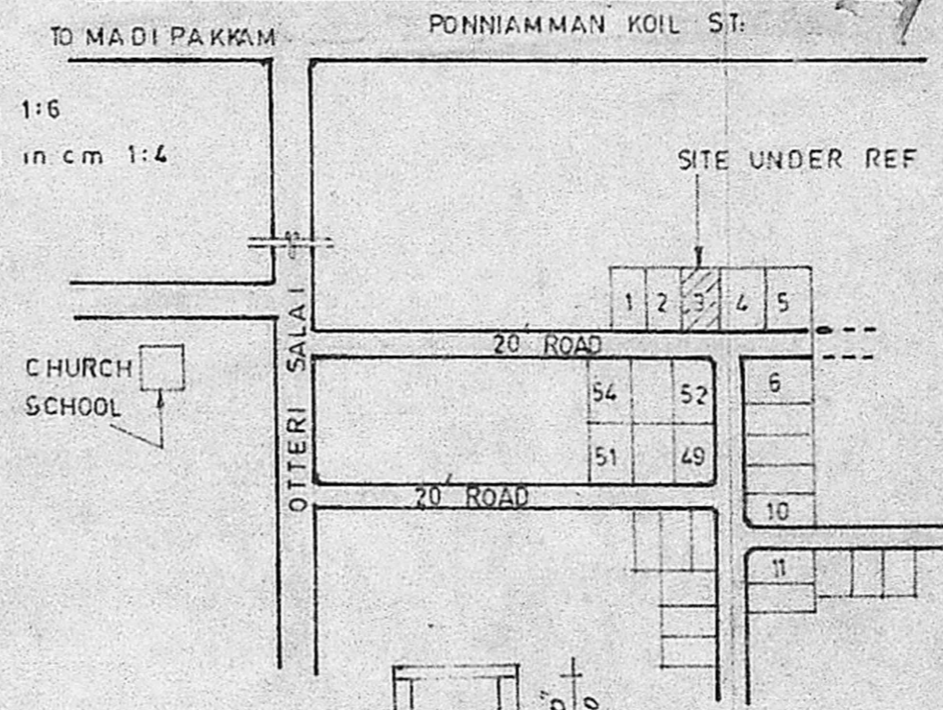 TO MADIPAKKAM
PONNIAMMAN KOIL ST:
1:6
in cm 1:4
SITE UNDER REF
1 2 3 4 5
OTTERI SALAI
20' ROAD
CHURCH
SCHOOL
54 52 6
51 49
20' ROAD
10
11